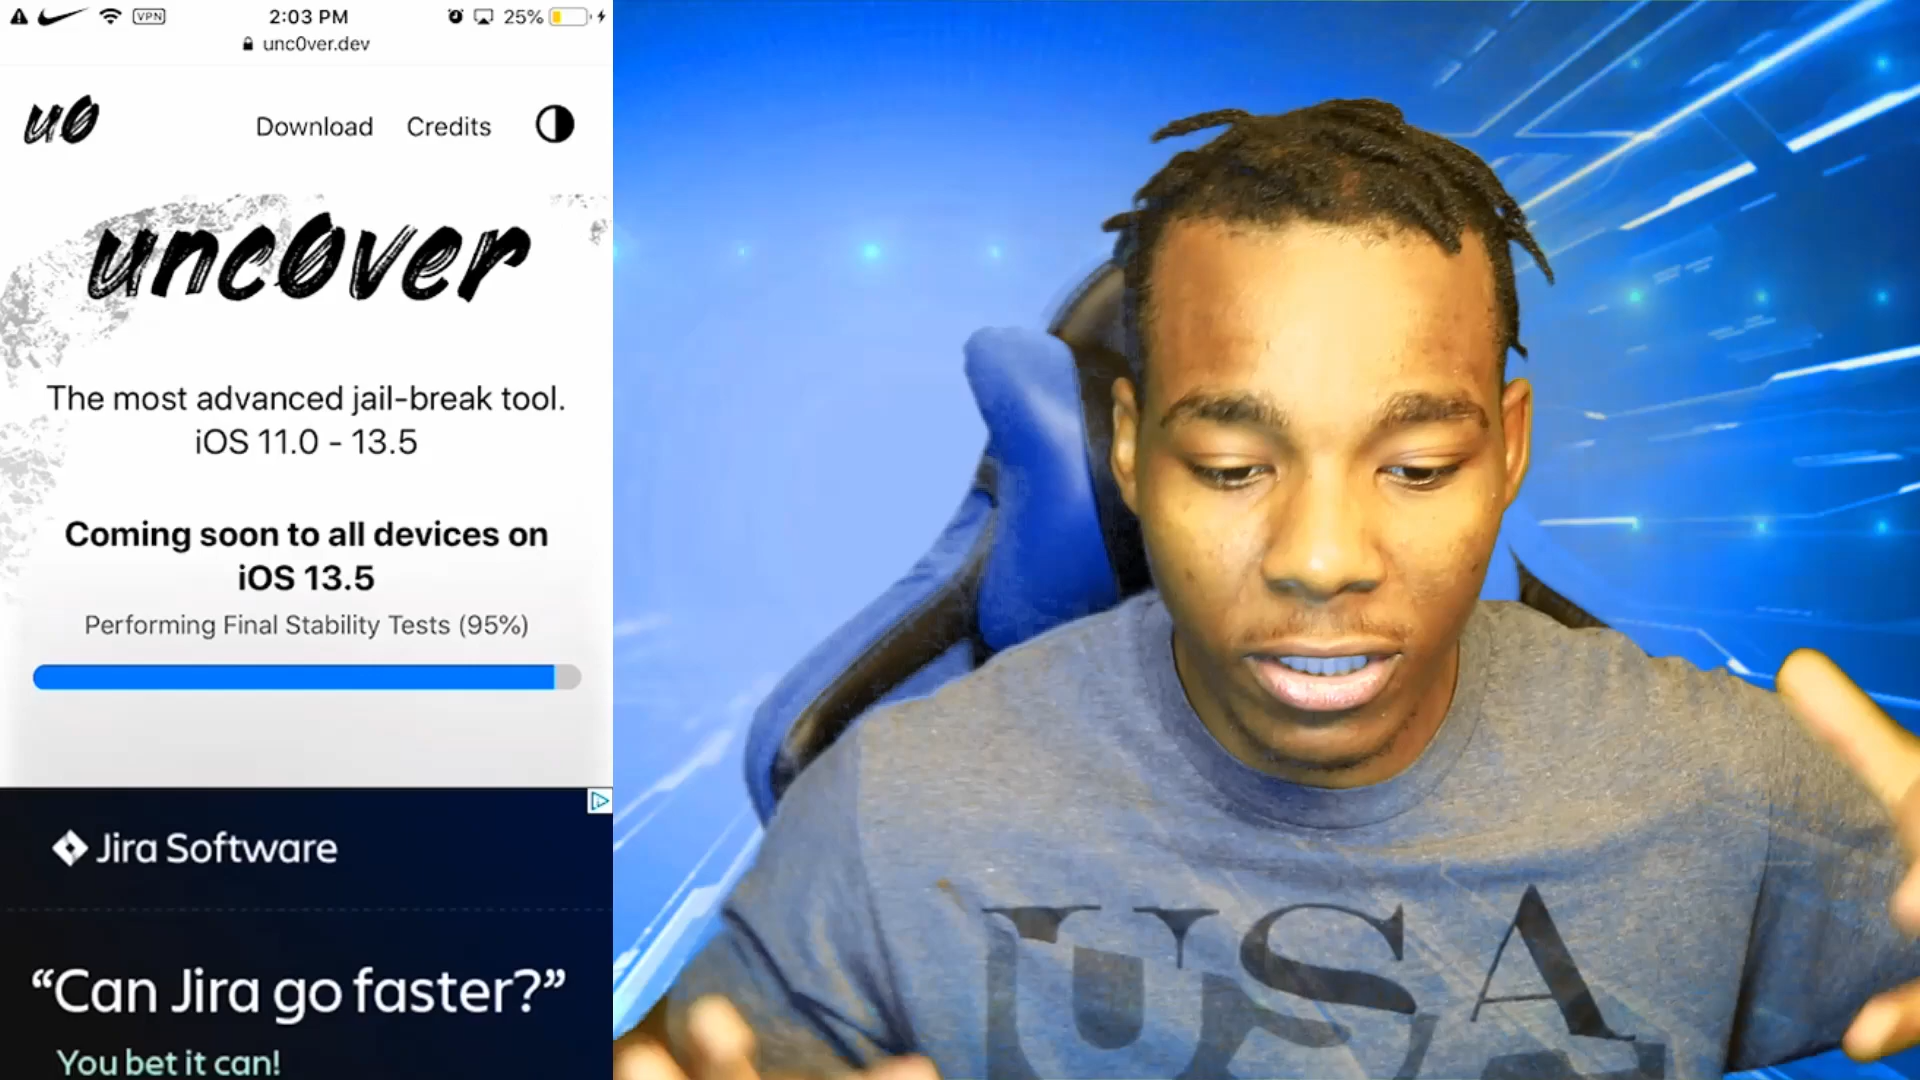 VPN
2:03 PM
25%
unc0ver.dev
u0
Download
Credits
unc0ver
The most advanced jail-break tool.
iOS 11.0 - 13.5
Coming soon to all devices on
iOS 13.5
Performing Final Stability Tests (95%)
Jira Software
“Can Jira go faster?”
You bet it can!
USA